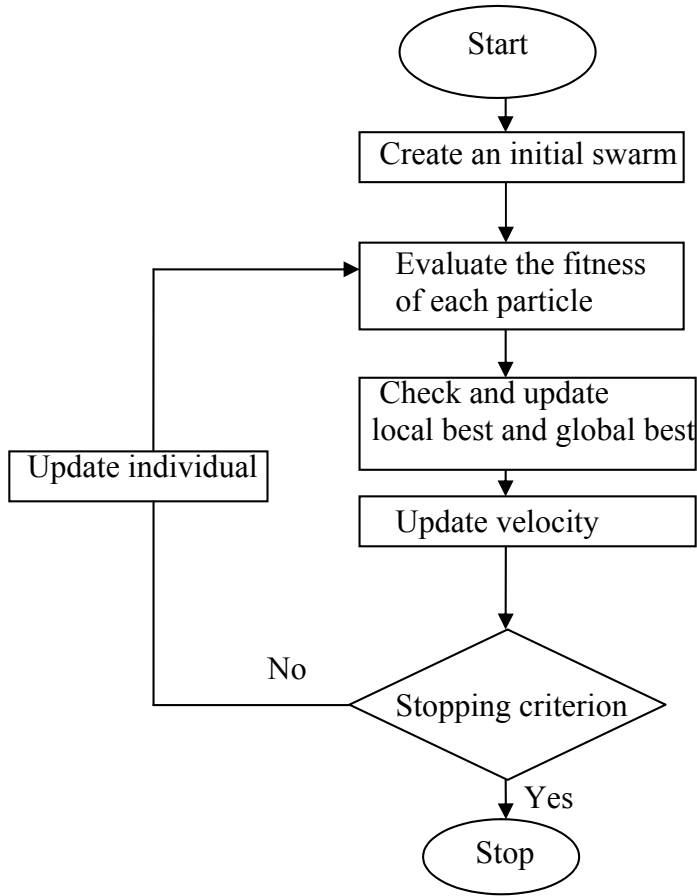 Start
Create an initial swarm
Evaluate the fitness
of each particle
Check and update
local best and global best
Update individual
Update velocity
No
Stopping criterion
Yes
Stop